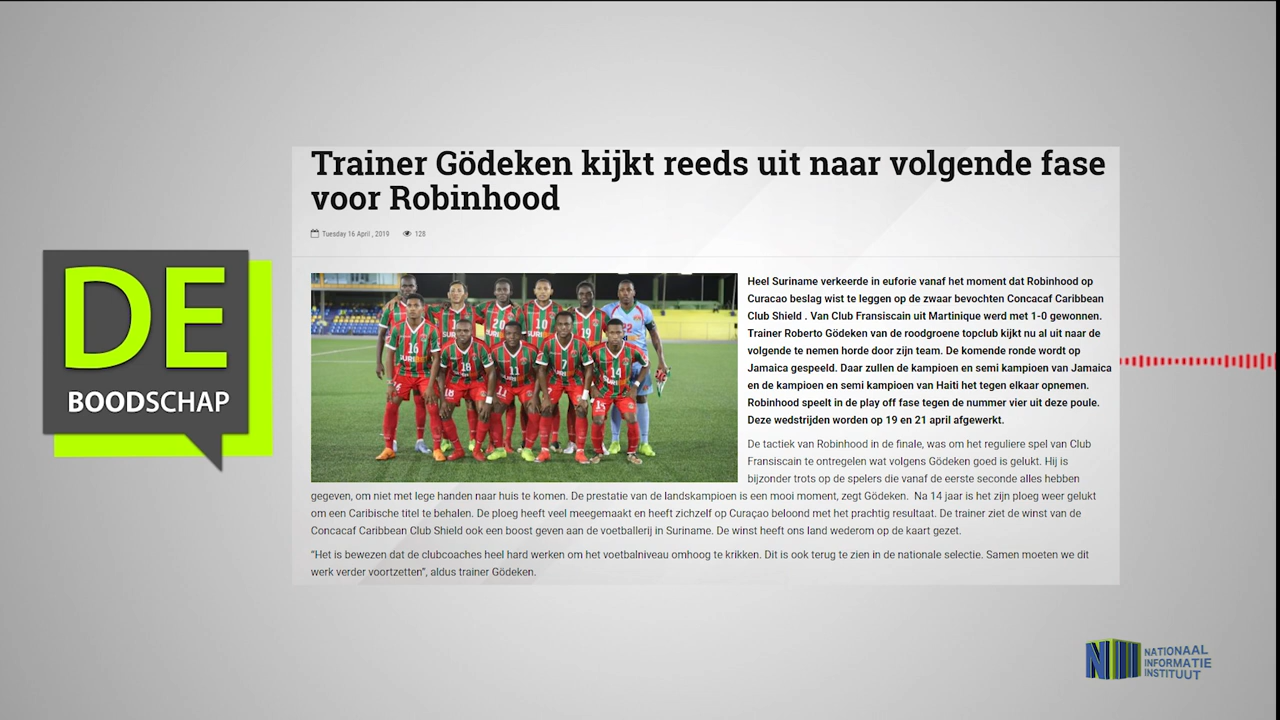 Trainer Gödeken kijkt reeds uit naar volgende fase
voor Robinhood
Tuesday 16 April , 2019 128
DE
BOODSCHAP
Heel Suriname verkeerde in euforie vanaf het moment dat Robinhood op
Curacao beslag wist te leggen op de zwaar bevochten Concacaf Caribbean
Club Shield . Van Club Fransiscain uit Martinique werd met 1-0 gewonnen.
Trainer Roberto Gödeken van de roodgroene topclub kijkt nu al uit naar de
volgende te nemen horde door zijn team. De komende ronde wordt op
Jamaica gespeeld. Daar zullen de kampioen en semi kampioen van Jamaica
en de kampioen en semi kampioen van Haiti het tegen elkaar opnemen.
Robinhood speelt in de play off fase tegen de nummer vier uit deze poule.
Deze wedstrijden worden op 19 en 21 april afgewerkt.
De tactiek van Robinhood in de finale, was om het reguliere spel van Club
Fransiscain te ontregelen wat volgens Gödeken goed is gelukt. Hij is
bijzonder trots op de spelers die vanaf de eerste seconde alles hebben
gegeven, om niet met lege handen naar huis te komen. De prestatie van de landskampioen is een mooi moment, zegt Gödeken. Na 14 jaar is het zijn ploeg weer gelukt
om een Caribische titel te behalen. De ploeg heeft veel meegemaakt en heeft zichzelf op Curaçao beloond met het prachtig resultaat. De trainer ziet de winst van de
Concacaf Caribbean Club Shield ook een boost geven aan de voetballerij in Suriname. De winst heeft ons land wederom op de kaart gezet.
"Het is bewezen dat de clubcoaches heel hard werken om het voetbalniveau omhoog te krikken. Dit is ook terug te zien in de nationale selectie. Samen moeten we dit
werk verder voortzetten", aldus trainer Gödeken.
16
18
20
10
19
11
7
14
NII
NATIONAAL
INFORMATIE
INSTITUUT